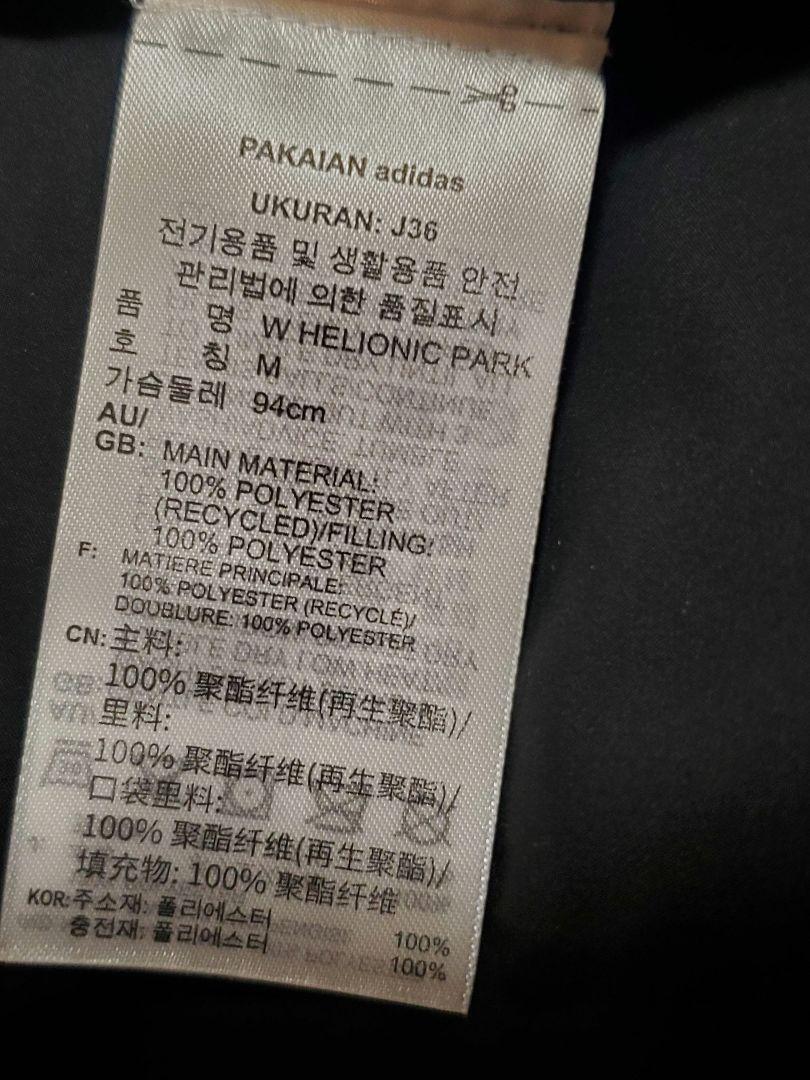 PAKAIAN adidas
UKURAN: J36
전기용품 및 생활용품 안전
관리법에 의한 품질표시
품 명 W HELIONIC PARK
호 칭 M
가슴둘레 94cm
AU/
GB: MAIN MATERIAL:
100% POLYESTER
(RECYCLED)/FILLING:
100% POLYESTER
F: MATIERE PRINCIPALE:
100% POLYESTER (RECYCLÉ)/
DOUBLURE: 100% POLYESTER
CN: 主料:
100% 聚酯纤维(再生聚酯)/
里料:
100% 聚酯纤维(再生聚酯)/
口袋里料:
100% 聚酯纤维(再生聚酯)/
填充物: 100% 聚酯纤维
KOR: 주소재: 폴리에스터 100%
충전재: 폴리에스터 100%